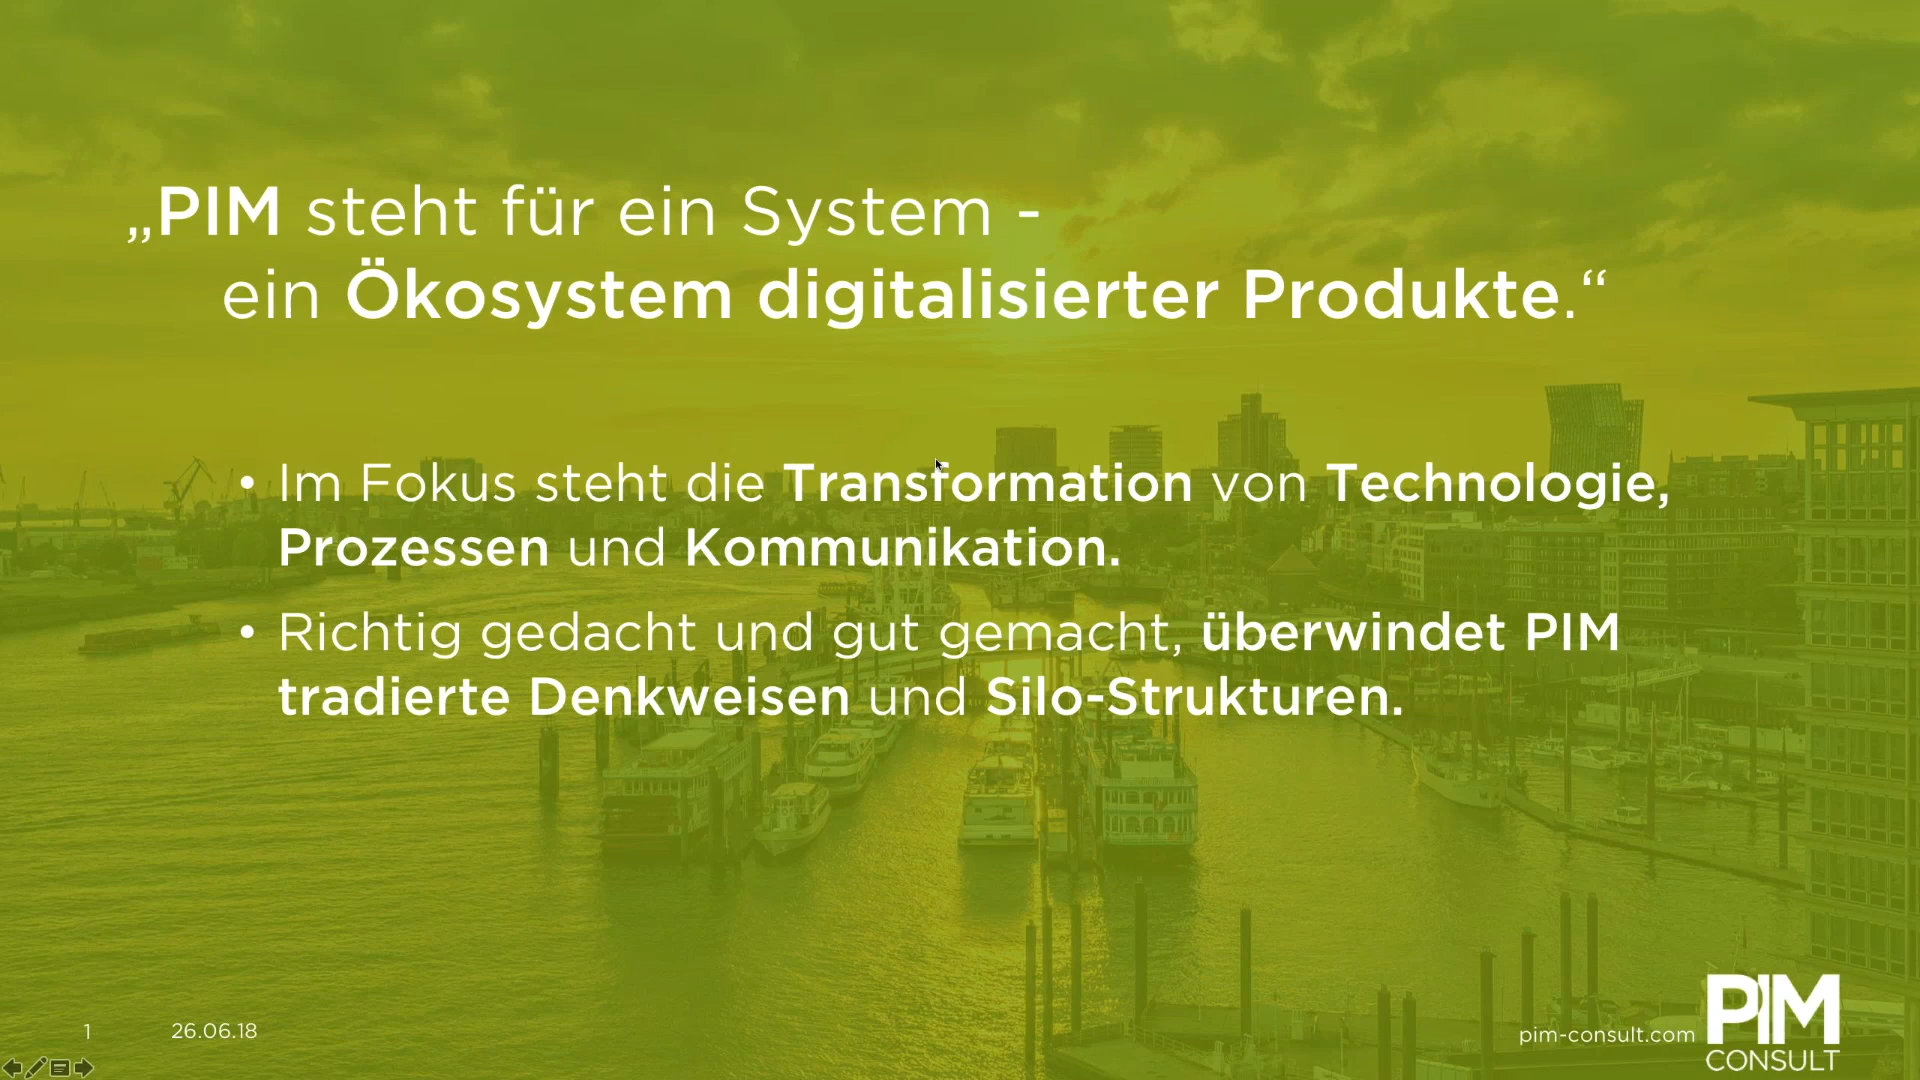 „PIM steht für ein System -
ein Ökosystem digitalisierter Produkte.“
• Im Fokus steht die Transformation von Technologie,
Prozessen und Kommunikation.
• Richtig gedacht und gut gemacht, überwindet PIM
tradierte Denkweisen und Silo-Strukturen.
1
26.06.18
pim-consult.com
PIM
CONSULT